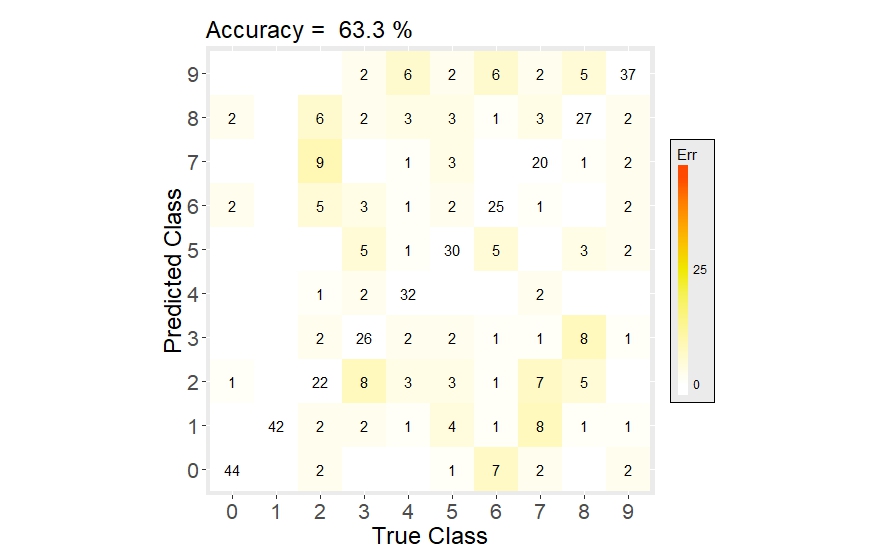 Accuracy = 63.3 %
Predicted Class
9 2 6 2 6 2 5 37
8 2 6 2 3 3 1 3 27 2
7 9 1 3 20 1 2
6 2 5 3 1 2 25 1 2
5 5 1 30 5 3 2
4 1 2 32 2
3 2 26 2 2 1 1 8 1
2 1 22 8 3 3 1 7 5
1 42 2 2 1 4 1 8 1 1
0 44 2 1 7 2 2
0 1 2 3 4 5 6 7 8 9
True Class
Err
25
0